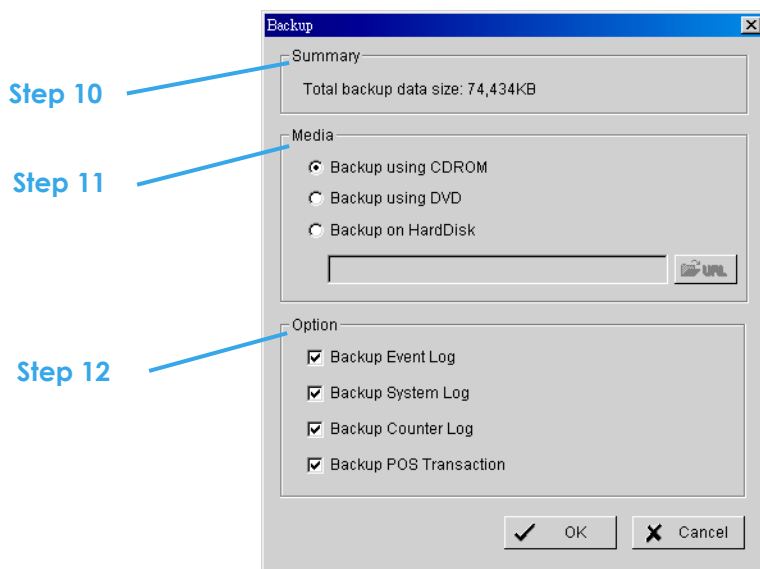 Backup
Summary
Step 10
Total backup data size: 74,434KB
Media
Step 11
Backup using CDROM
Backup using DVD
Backup on HardDisk
URL
Option
Step 12
Backup Event Log
Backup System Log
Backup Counter Log
Backup POS Transaction
OK Cancel